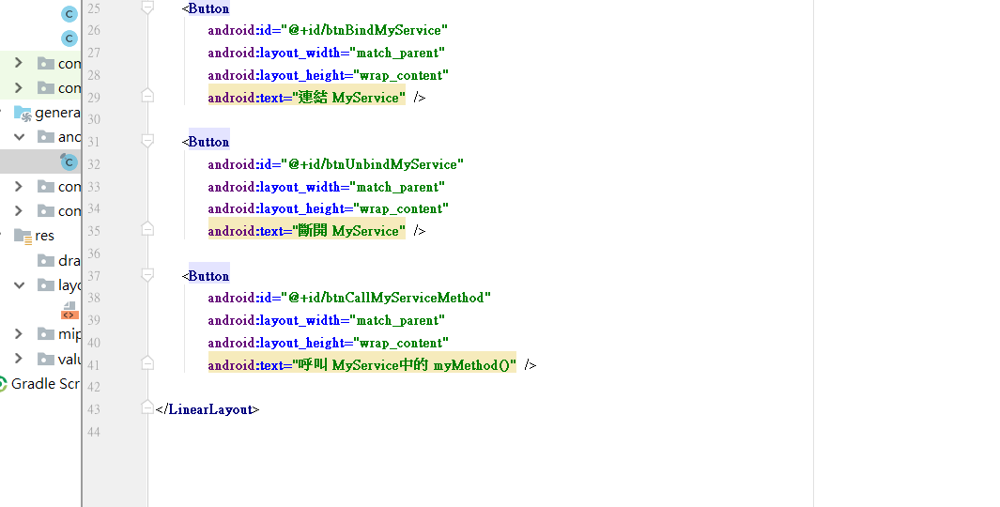 C
C
com
com
genera
and
C
com
com
res
dra
layo
<>
mip
valu
Gradle Scr
25 <Button
26 android:id="@+id/btnBindMyService"
27 android:layout_width="match_parent"
28 android:layout_height="wrap_content"
29 android:text="連結 MyService" />
30
31 <Button
32 android:id="@+id/btnUnbindMyService"
33 android:layout_width="match_parent"
34 android:layout_height="wrap_content"
35 android:text="斷開 MyService" />
36
37 <Button
38 android:id="@+id/btnCallMyServiceMethod"
39 android:layout_width="match_parent"
40 android:layout_height="wrap_content"
41 android:text="呼叫 MyService中的 myMethod()" />
42
43 </LinearLayout>
44